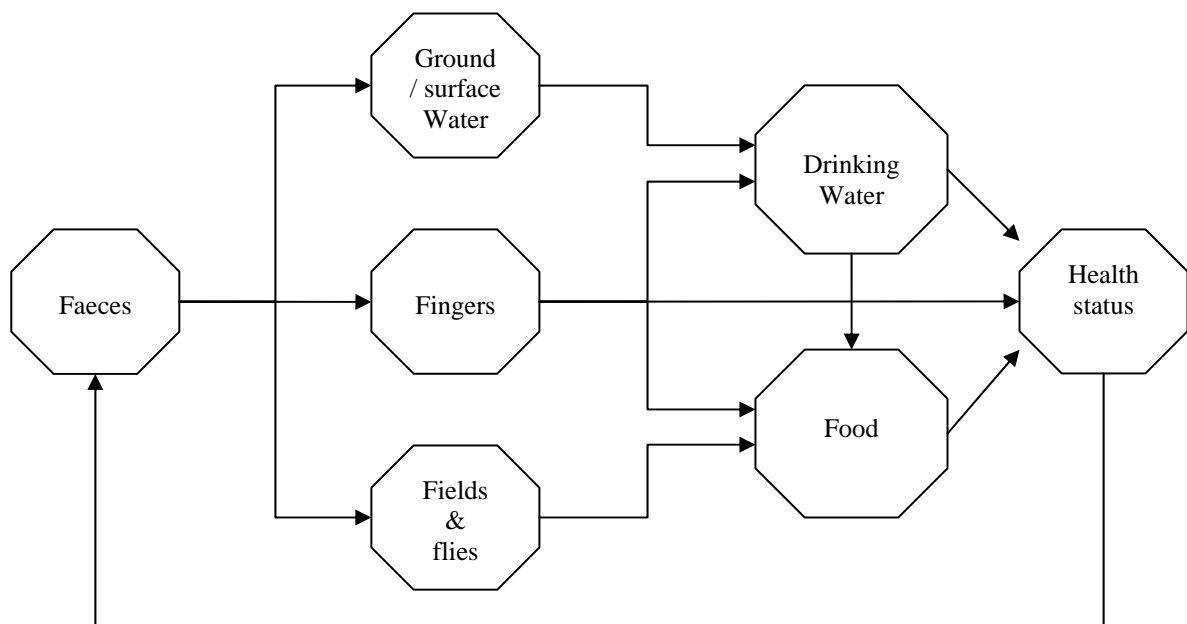 Ground
/ surface
Water
Drinking
Water
Faeces
Fingers
Health
status
Food
Fields
&
flies